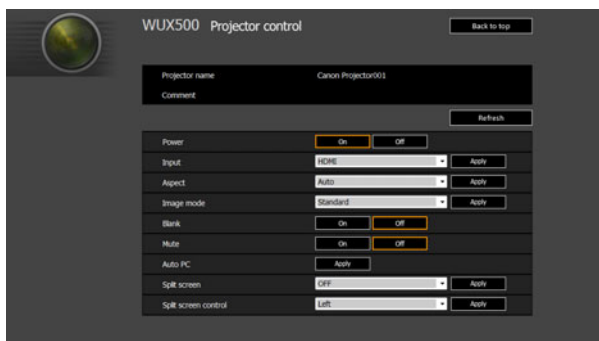 WUX500 Projector control Back to top
Projector name Canon Projector001
Comment
Refresh
Power On Off
Input HDMI Apply
Aspect Auto Apply
Image mode Standard Apply
Blank On Off
Mute On Off
Auto PC Apply
Split screen OFF Apply
Split screen control Left Apply